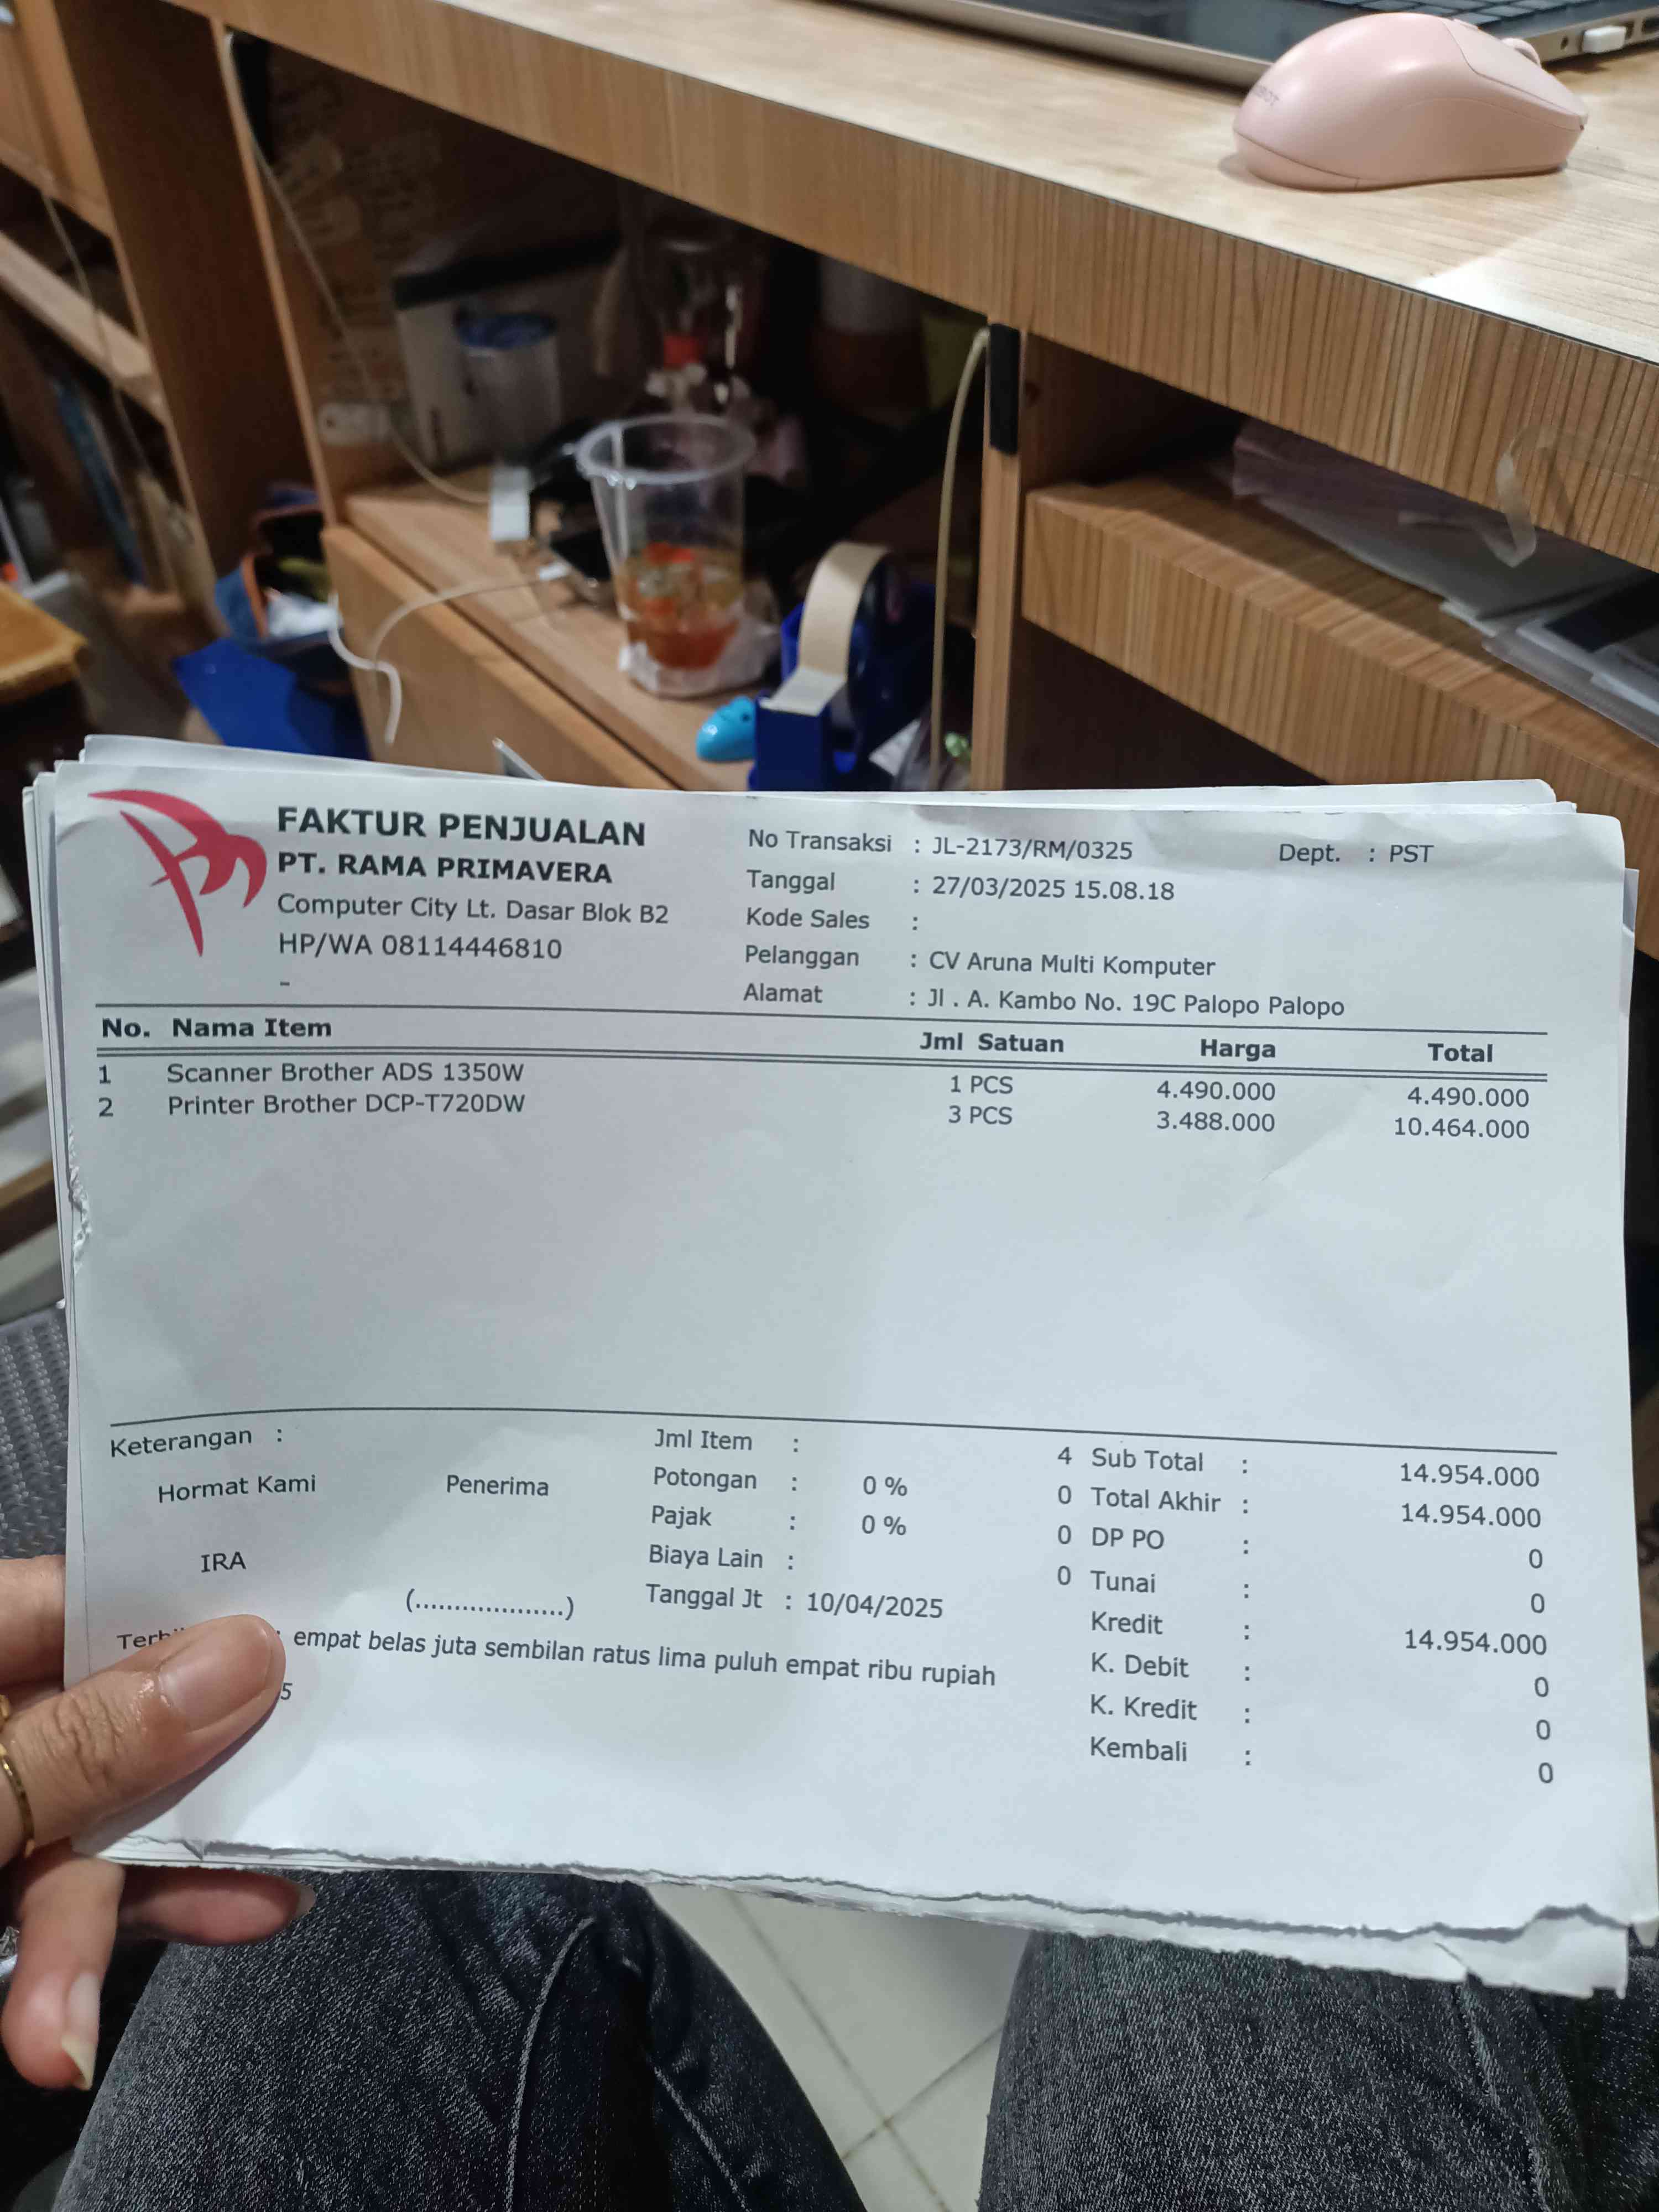 FAKTUR PENJUALAN
PT. RAMA PRIMAVERA
Computer City Lt. Dasar Blok B2
HP/WA 08114446810
-
No Transaksi : JL-2173/RM/0325 Dept. : PST
Tanggal : 27/03/2025 15.08.18
Kode Sales :
Pelanggan : CV Aruna Multi Komputer
Alamat : Jl . A. Kambo No. 19C Palopo Palopo
No. Nama Item Jml Satuan Harga Total
1 Scanner Brother ADS 1350W 1 PCS 4.490.000 4.490.000
2 Printer Brother DCP-T720DW 3 PCS 3.488.000 10.464.000
Keterangan :
Hormat Kami Penerima
IRA
(...................)
Jml Item : 4
Potongan : 0 % 0
Pajak : 0 % 0
Biaya Lain : 0
Tanggal Jt : 10/04/2025
Sub Total : 14.954.000
Total Akhir : 14.954.000
DP PO : 0
Tunai : 0
Kredit : 14.954.000
K. Debit : 0
K. Kredit : 0
Kembali : 0
: empat belas juta sembilan ratus lima puluh empat ribu rupiah
5